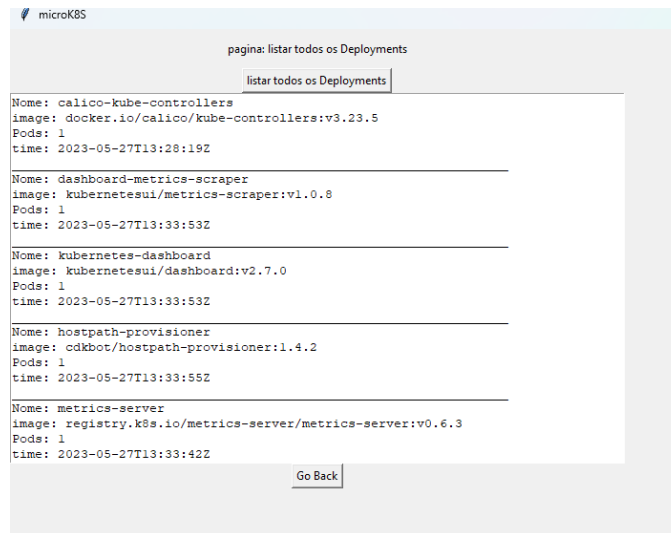 microK8S
pagina: listar todos os Deployments
listar todos os Deployments
Nome: calico-kube-controllers
image: docker.io/calico/kube-controllers:v3.23.5
Pods: 1
time: 2023-05-27T13:28:19Z
Nome: dashboard-metrics-scraper
image: kubernetesui/metrics-scraper:v1.0.8
Pods: 1
time: 2023-05-27T13:33:53Z
Nome: kubernetes-dashboard
image: kubernetesui/dashboard:v2.7.0
Pods: 1
time: 2023-05-27T13:33:53Z
Nome: hostpath-provisioner
image: cdkbot/hostpath-provisioner:1.4.2
Pods: 1
time: 2023-05-27T13:33:55Z
Nome: metrics-server
image: registry.k8s.io/metrics-server/metrics-server:v0.6.3
Pods: 1
time: 2023-05-27T13:33:42Z
Go Back